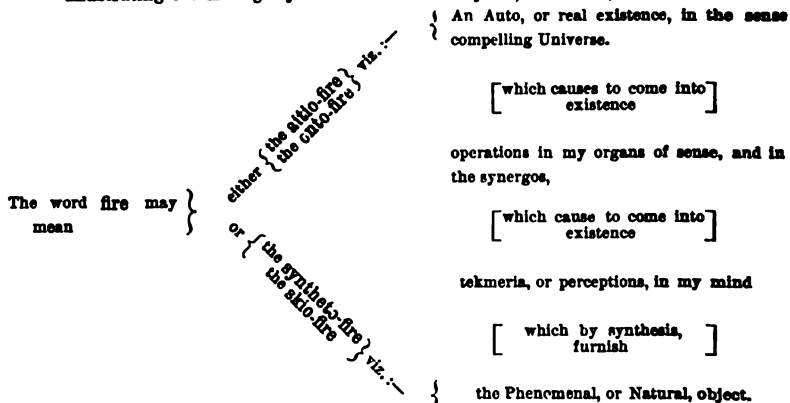 An Auto, or real existence, in the sense
compelling Universe.
[which causes to come into
existence]
operations in my organs of sense, and in
the synergos,
The word fire may }
mean
either { the aitio-fire } viz.:—
the onto-fire
or { the syntheto-fire } viz.:—
the skio-fire
[which cause to come into
existence]
tekmeria, or perceptions, in my mind
[which by synthesis,
furnish]
{ the Phenomenal, or Natural, object.